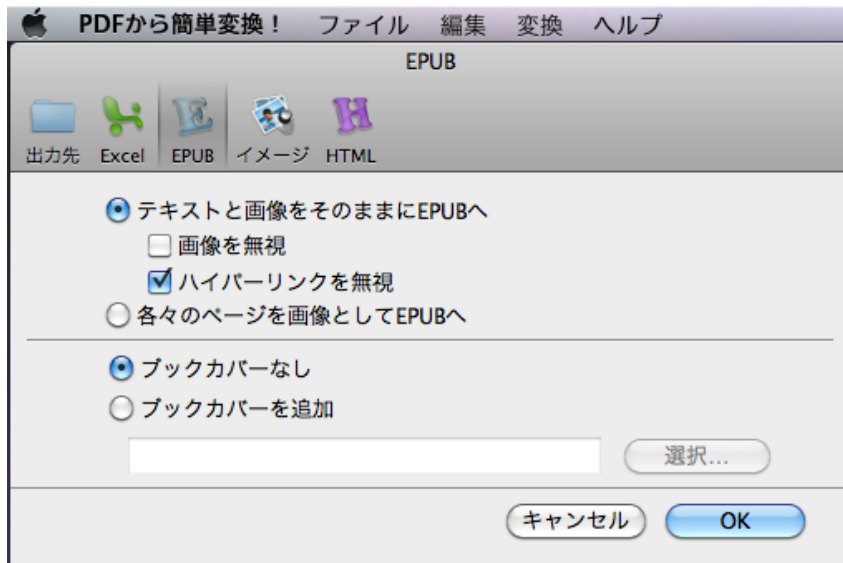 PDFから簡単変換！ ファイル 編集 変換 ヘルプ
EPUB
出力先 Excel EPUB イメージ HTML
テキストと画像をそのままにEPUBへ
画像を無視
ハイパーリンクを無視
各々のページを画像としてEPUBへ
ブックカバーなし
ブックカバーを追加
選択...
キャンセル OK